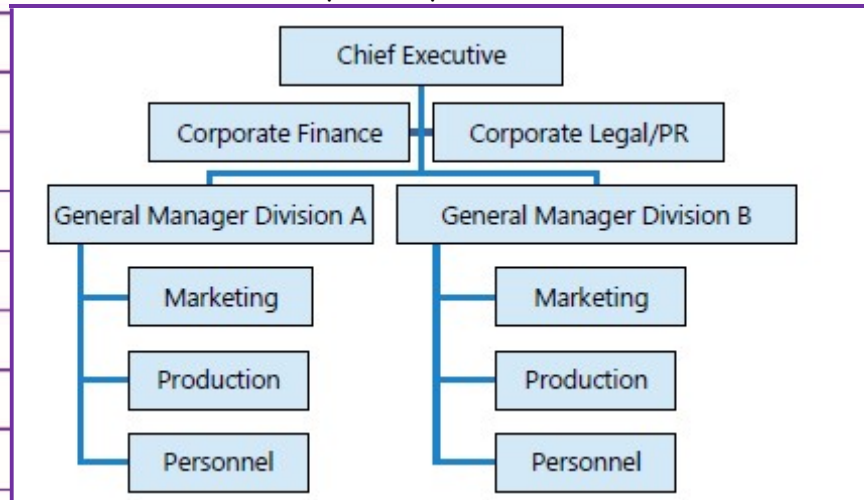 Chief Executive
Corporate Finance
Corporate Legal/PR
General Manager Division A
General Manager Division B
Marketing
Marketing
Production
Production
Personnel
Personnel